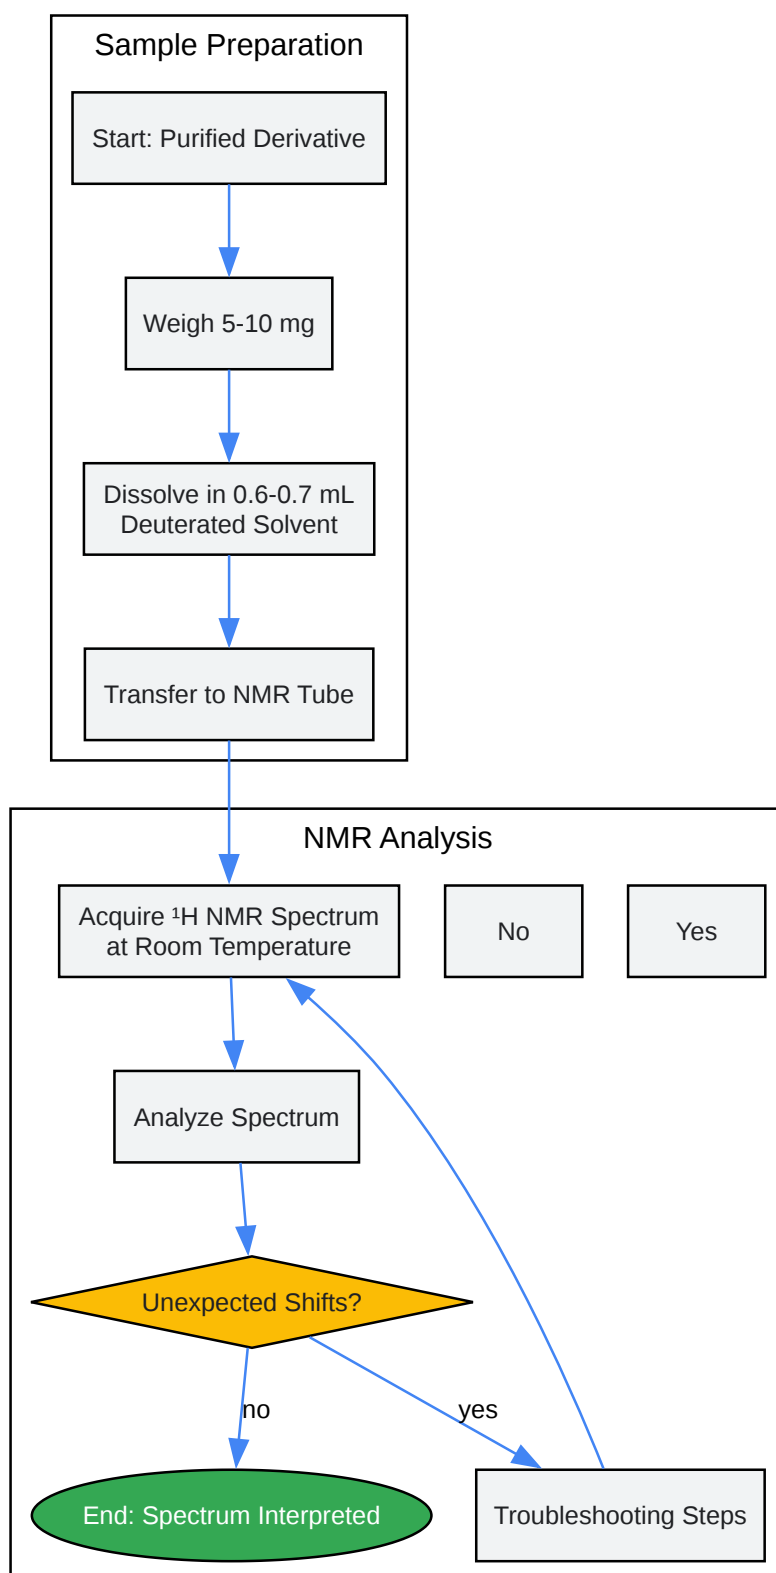 Sample Preparation
Start: Purified Derivative
Weigh 5-10 mg
Dissolve in 0.6-0.7 mL
Deuterated Solvent
Transfer to NMR Tube
NMR Analysis
Acquire ¹H NMR Spectrum
at Room Temperature
No
Yes
Analyze Spectrum
Unexpected Shifts?
no
yes
End: Spectrum Interpreted
Troubleshooting Steps